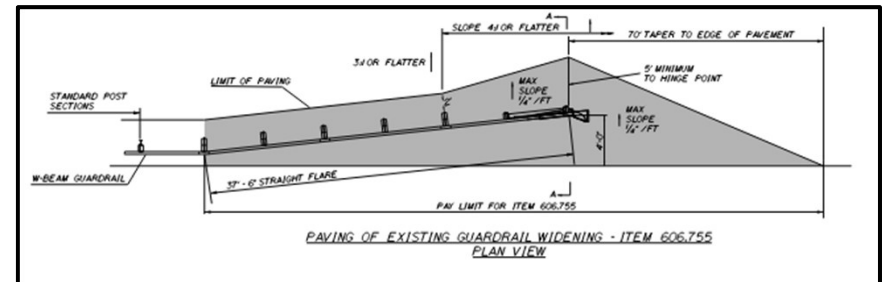 A
SLOPE 4:1 OR FLATTER
70' TAPER TO EDGE OF PAVEMENT
3:1 OR FLATTER
5' MINIMUM
TO HINGE POINT
LIMIT OF PAVING
MAX
SLOPE
1/4" /FT
STANDARD POST
SECTIONS
2'
MAX
SLOPE
1/4" /FT
4'-0"
W-BEAM GUARDRAIL
37' - 6" STRAIGHT FLARE
A
PAY LIMIT FOR ITEM 606.755
PAVING OF EXISTING GUARDRAIL WIDENING - ITEM 606.755
PLAN VIEW